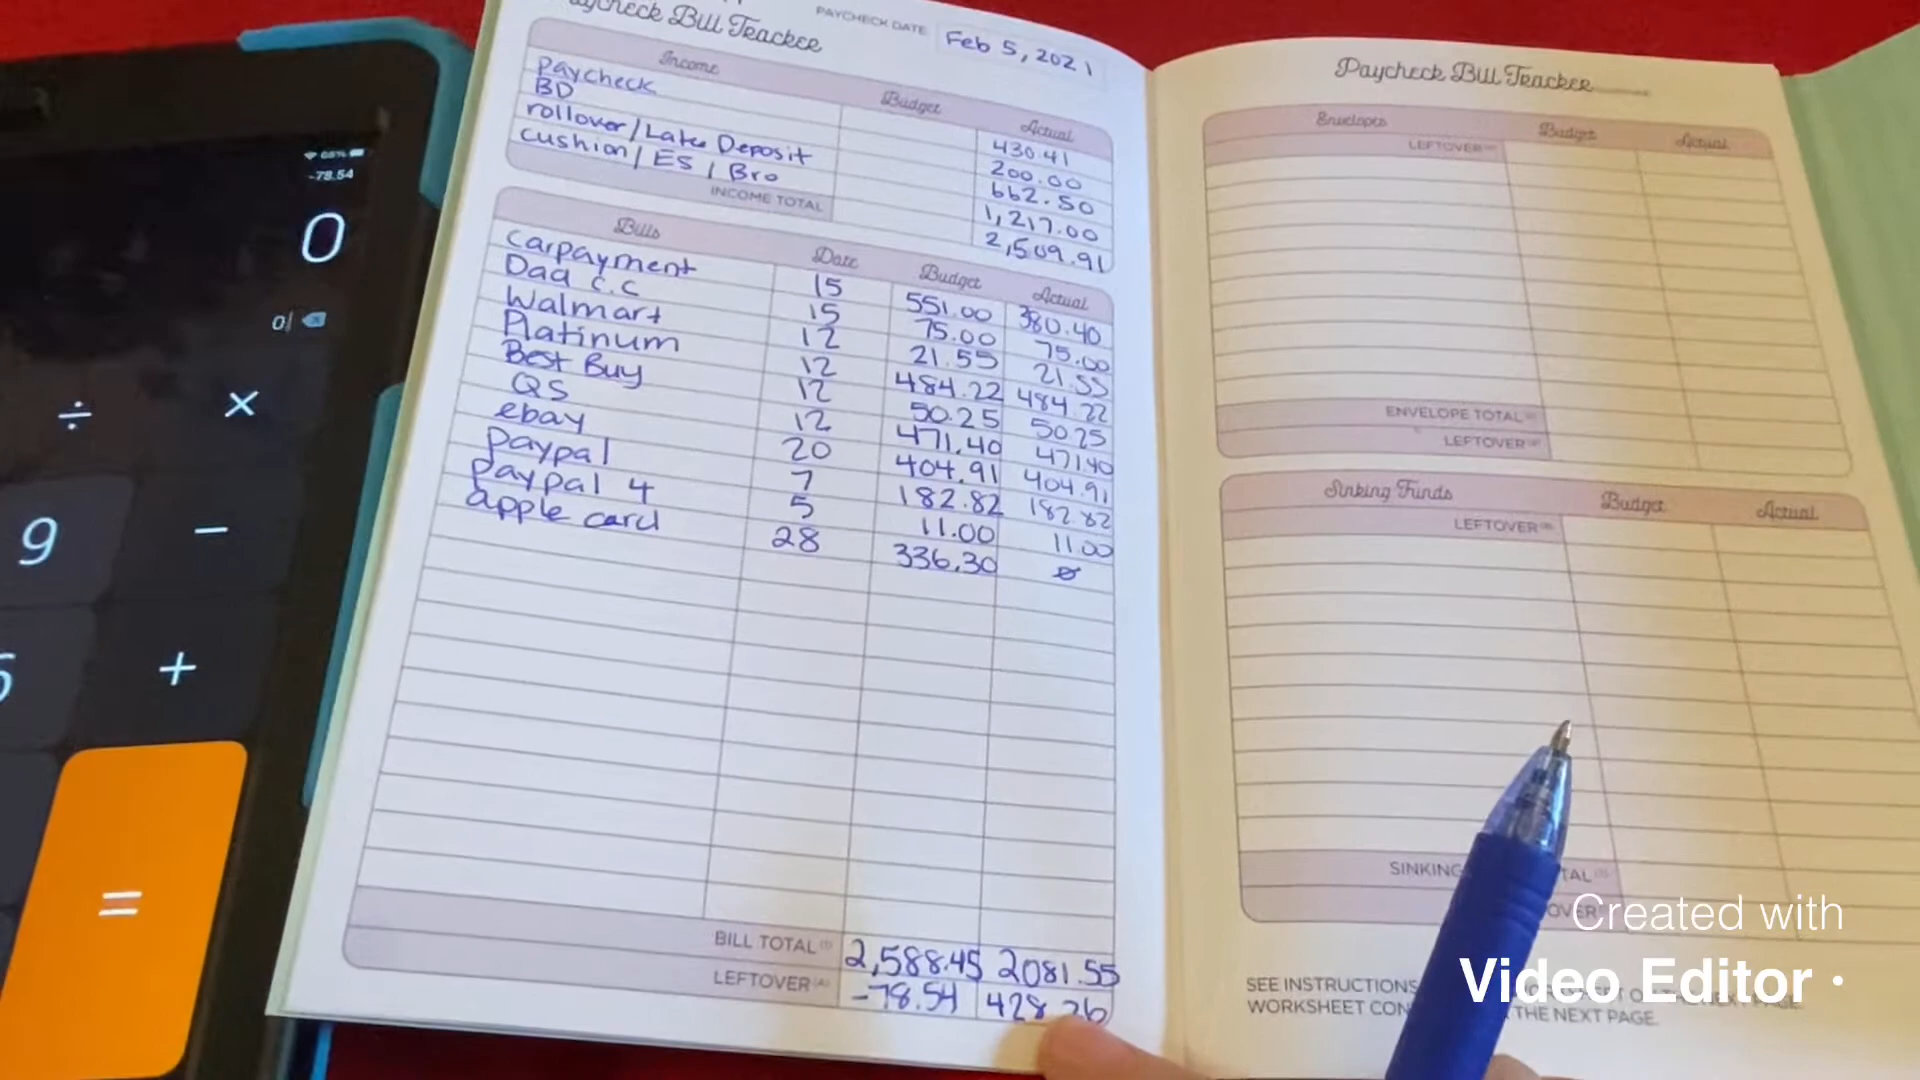 Paycheck Bill Tracker
PAYCHECK DATE Feb 5, 2021
Income Budget Actual
paycheck 430.41
BD 200.00
rollover/Late Deposit 662.50
cushion/ES/Bro 1,217.00
INCOME TOTAL 2,509.91
Bills Date Budget Actual
carpayment 15 551.00 380.40
Dad c.c 15 75.00 75.00
Walmart 12 21.55 21.55
Platinum 12 484.22 484.22
Best Buy 12 50.25 50.25
QS 12 471.40 471.40
ebay 20 404.91 404.91
paypal 7 182.82 182.82
paypal 4 5 11.00 11.00
apple card 28 336.30 ø
BILL TOTAL 2,588.45 2081.55
LEFTOVER (A) -78.54 428
Paycheck Bill Tracker
Envelopes Budget Actual
LEFTOVER
ENVELOPE TOTAL
LEFTOVER
Sinking Funds Budget Actual
LEFTOVER
SINKING
SEE INSTRUCTIONS NEXT PAGE.
WORKSHEET THE NEXT PAGE.
Created with
Video Editor
68%
-78.54
0
0
÷ ×
9 −
+
=